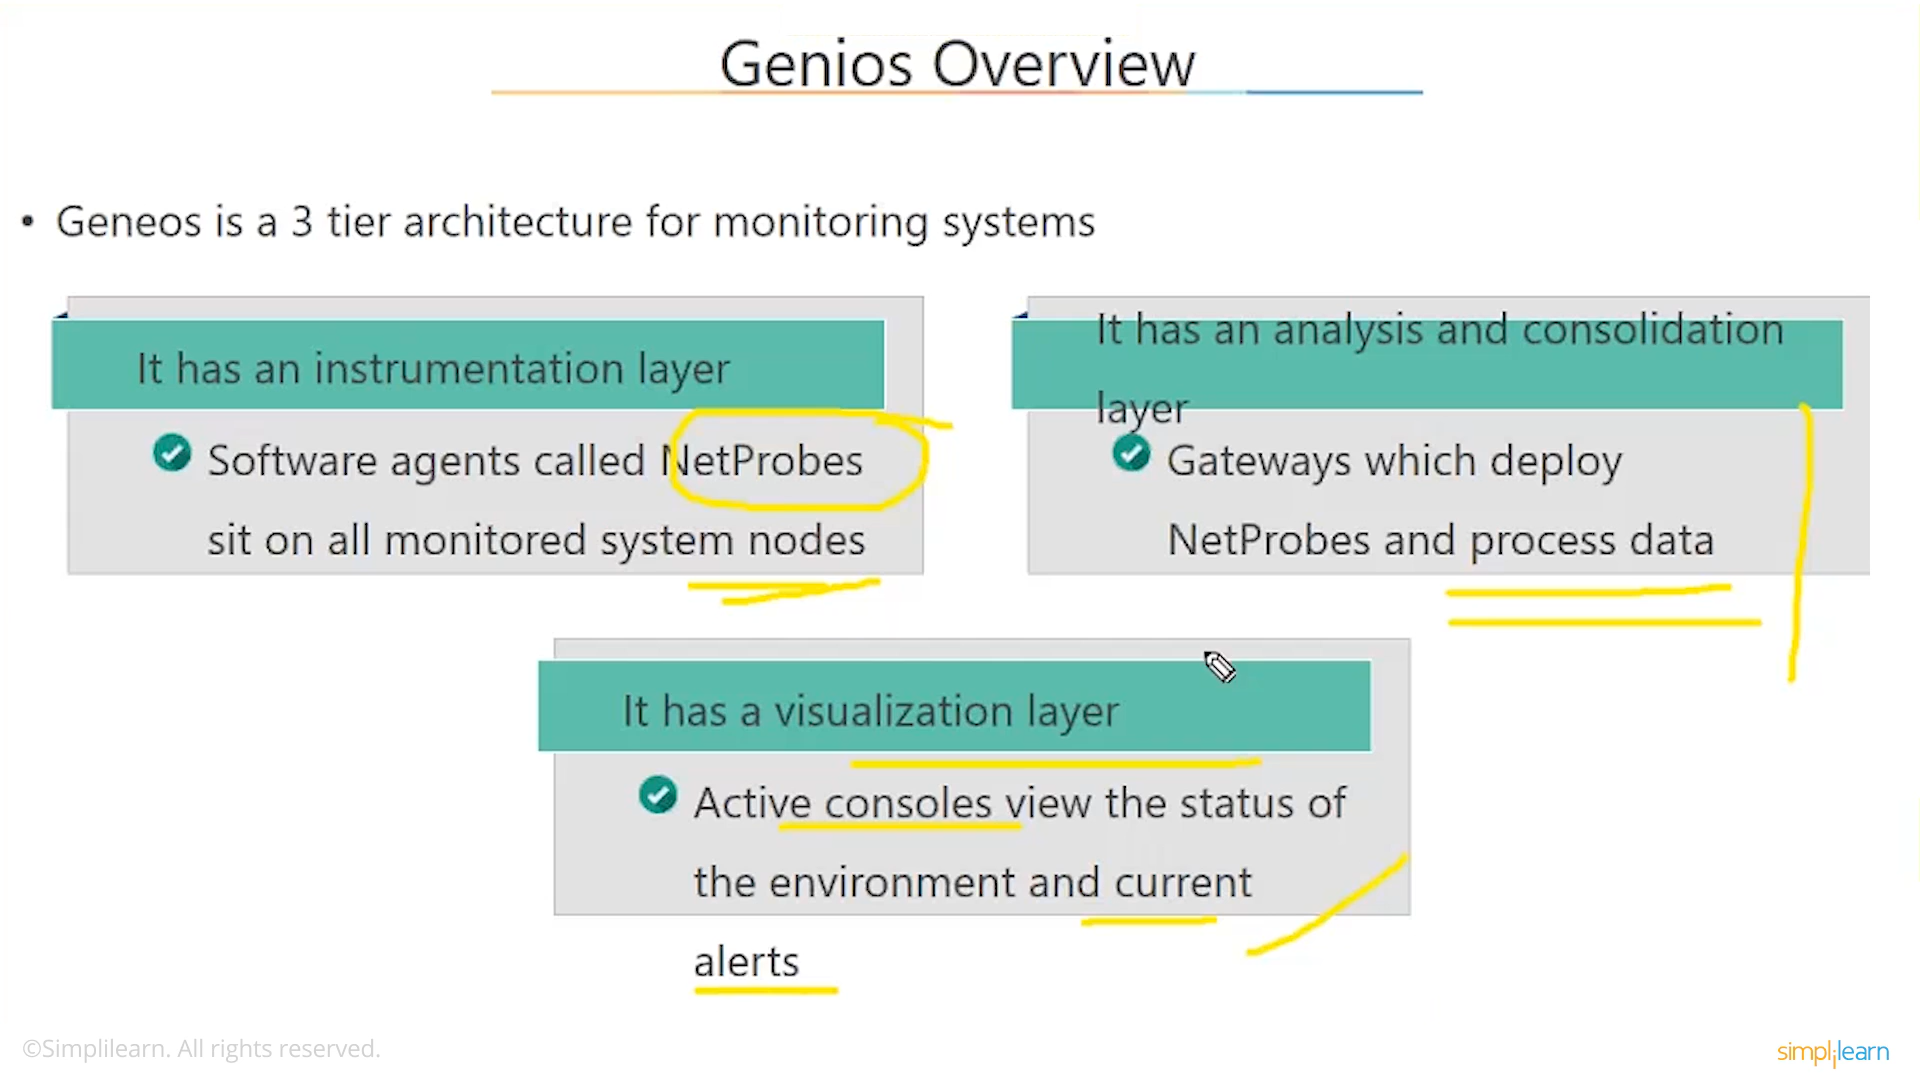 Genios Overview
• Geneos is a 3 tier architecture for monitoring systems
It has an instrumentation layer
Software agents called NetProbes
sit on all monitored system nodes
It has an analysis and consolidation
layer
Gateways which deploy
NetProbes and process data
It has a visualization layer
Active consoles view the status of
the environment and current
alerts
©Simplilearn. All rights reserved.
simplilearn